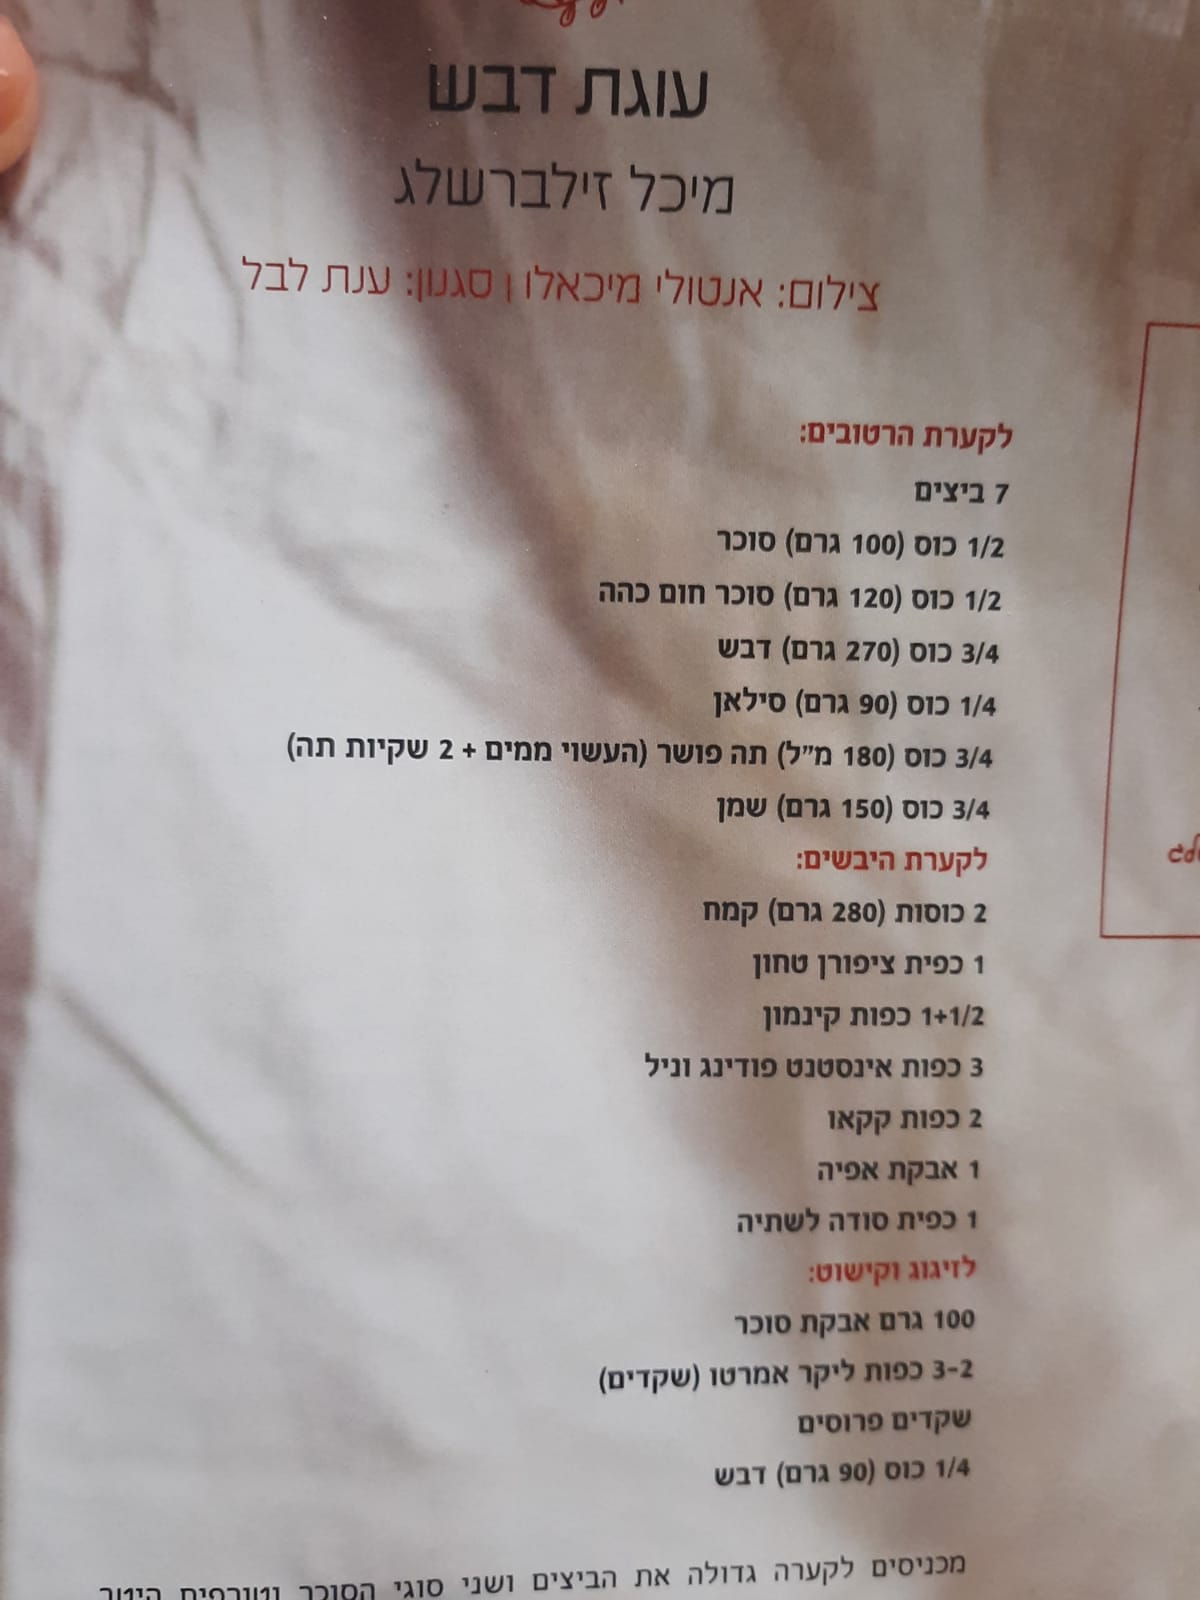 עוגת דבש
מיכל זילברשלג
צילום: אנטולי מיכאלו | סגנון: ענת לבל
לקערת הרטובים:
7 ביצים
1/2 כוס (100 גרם) סוכר
1/2 כוס (120 גרם) סוכר חום כהה
3/4 כוס (270 גרם) דבש
1/4 כוס (90 גרם) סילאן
3/4 כוס (180 מ״ל) תה פושר (העשוי ממים + 2 שקיות תה)
3/4 כוס (150 גרם) שמן
לקערת היבשים:
2 כוסות (280 גרם) קמח
1 כפית ציפורן טחון
1+1/2 כפות קינמון
3 כפות אינסטנט פודינג וניל
2 כפות קקאו
1 אבקת אפיה
1 כפית סודה לשתיה
לזיגוג וקישוט:
100 גרם אבקת סוכר
3-2 כפות ליקר אמרטו (שקדים)
שקדים פרוסים
1/4 כוס (90 גרם) דבש
מכניסים לקערה גדולה את הביצים ושני סוגי הסוכר וטורפים היטב